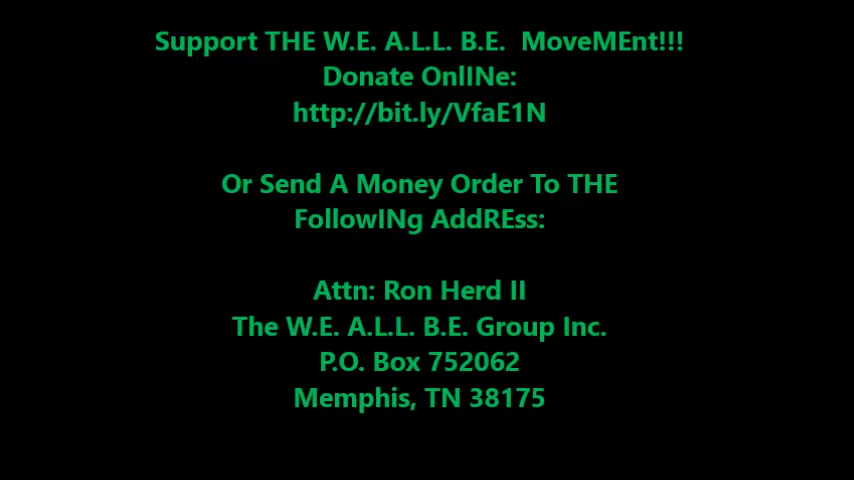 Support THE W.E. A.L.L. B.E. MoveMEnt!!!
Donate OnlINe:
http://bit.ly/VfaE1N
Or Send A Money Order To THE
FollowINg AddREss:
Attn: Ron Herd II
The W.E. A.L.L. B.E. Group Inc.
P.O. Box 752062
Memphis, TN 38175